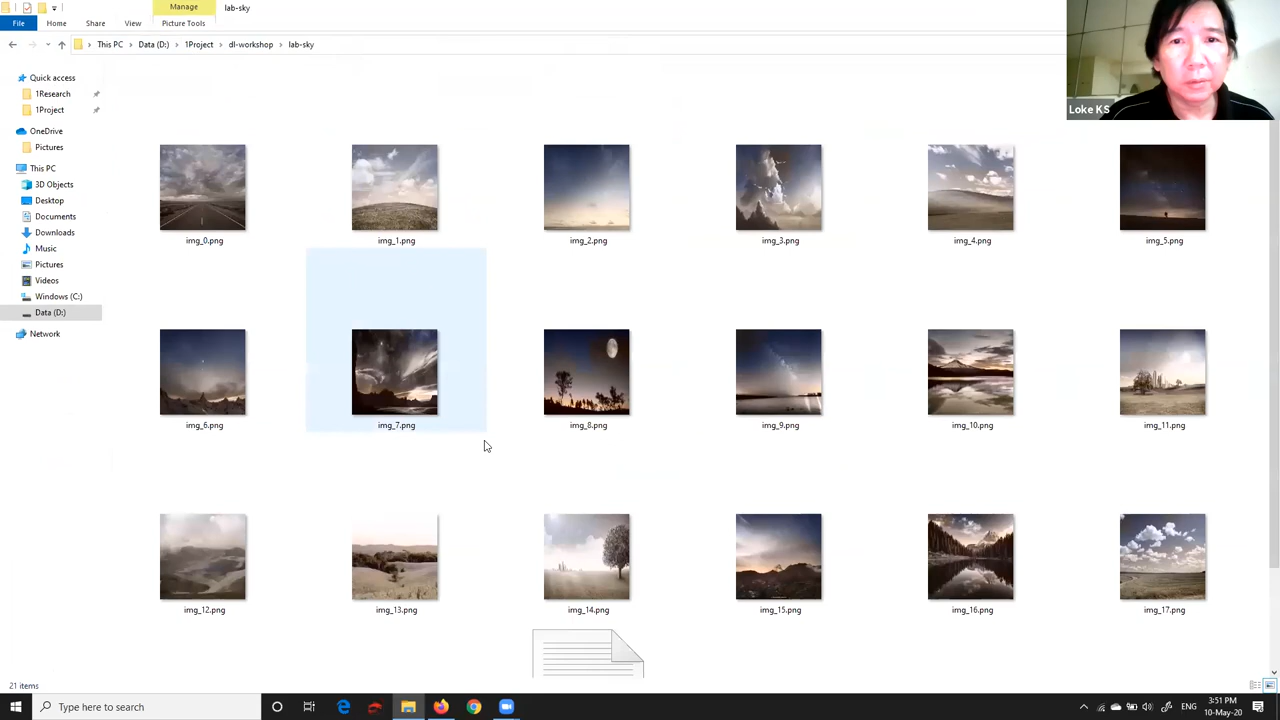 Manage
lab-sky
File
Home
Share
View
Picture Tools
This PC
Data (D:)
1Project
dl-workshop
lab-sky
Loke KS
Quick access
1Research
1Project
OneDrive
Pictures
This PC
3D Objects
Desktop
Documents
Downloads
Music
Pictures
Videos
Windows (C:)
Data (D:)
Network
img_0.png
img_1.png
img_2.png
img_3.png
img_4.png
img_5.png
img_6.png
img_7.png
img_8.png
img_9.png
img_10.png
img_11.png
img_12.png
img_13.png
img_14.png
img_15.png
img_16.png
img_17.png
21 items
Type here to search
ENG
3:51 PM
10-May-20